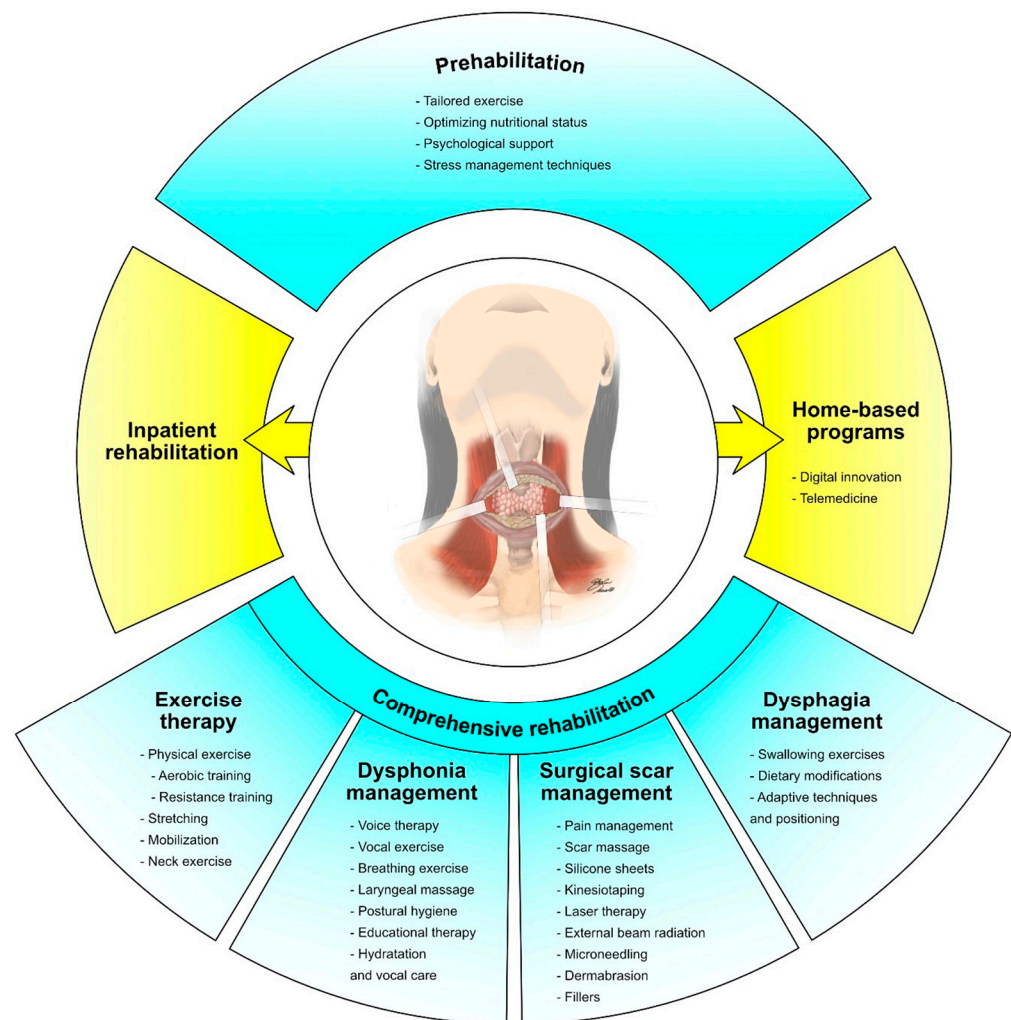 Prehabilitation
- Tailored exercise
- Optimizing nutritional status
- Psychological support
- Stress management techniques
Inpatient
rehabilitation
Home-based
programs
- Digital innovation
- Telemedicine
Comprehensive rehabilitation
Exercise
therapy
- Physical exercise
- Aerobic training
- Resistance training
- Stretching
- Mobilization
- Neck exercise
Dysphonia
management
- Voice therapy
- Vocal exercise
- Breathing exercise
- Laryngeal massage
- Postural hygiene
- Educational therapy
- Hydratation
and vocal care
Surgical scar
management
- Pain management
- Scar massage
- Silicone sheets
- Kinesiotaping
- Laser therapy
- External beam radiation
- Microneedling
- Dermabrasion
- Fillers
Dysphagia
management
- Swallowing exercises
- Dietary modifications
- Adaptive techniques
and positioning